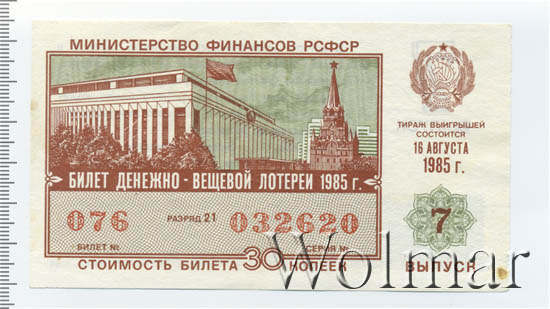 МИНИСТЕРСТВО ФИНАНСОВ РСФСР
ТИРАЖ ВЫИГРЫШЕЙ
СОСТОИТСЯ
16 АВГУСТА
1985 г.
БИЛЕТ ДЕНЕЖНО - ВЕЩЕВОЙ ЛОТЕРЕИ 1985 г.
076 РАЗРЯД 21 032620
БИЛЕТ № СЕРИЯ №
7
СТОИМОСТЬ БИЛЕТА 30 КОПЕЕК
ВЫПУСК
Wolmar